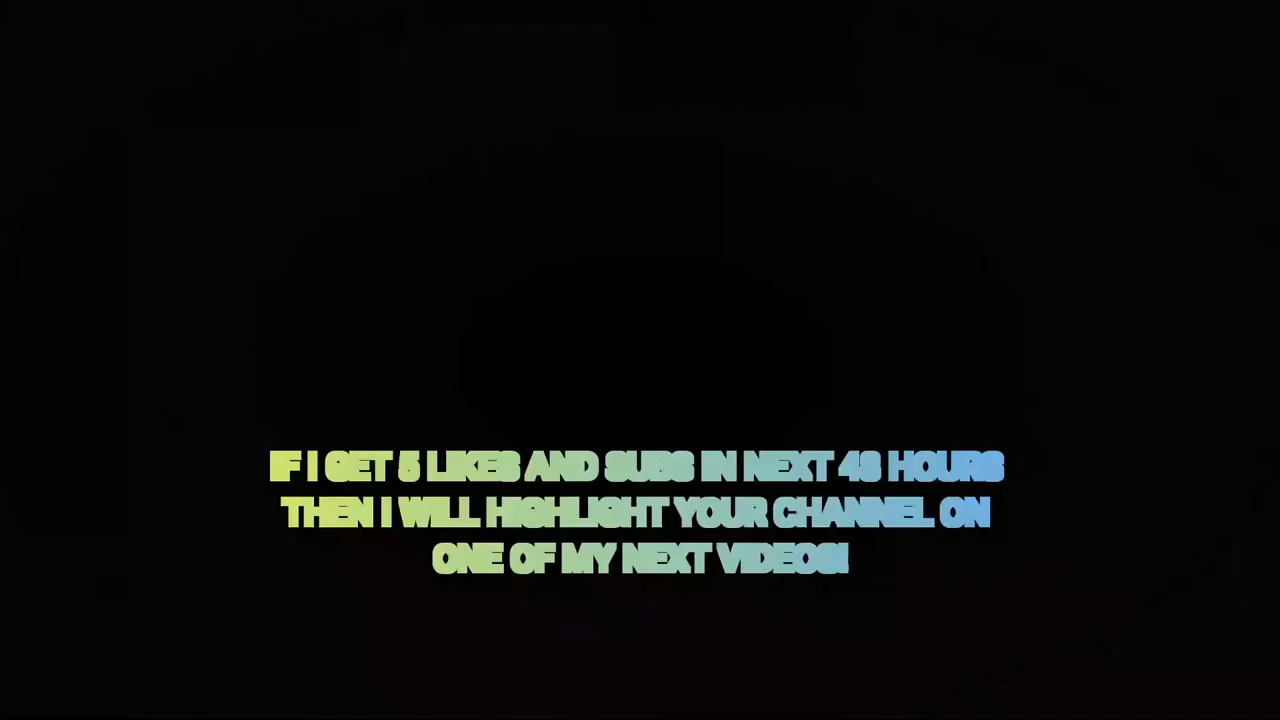 IF I GET 5 LIKES AND SUBS IN NEXT 48 HOURS
THEN I WILL HIGHLIGHT YOUR CHANNEL ON
ONE OF MY NEXT VIDEOS!